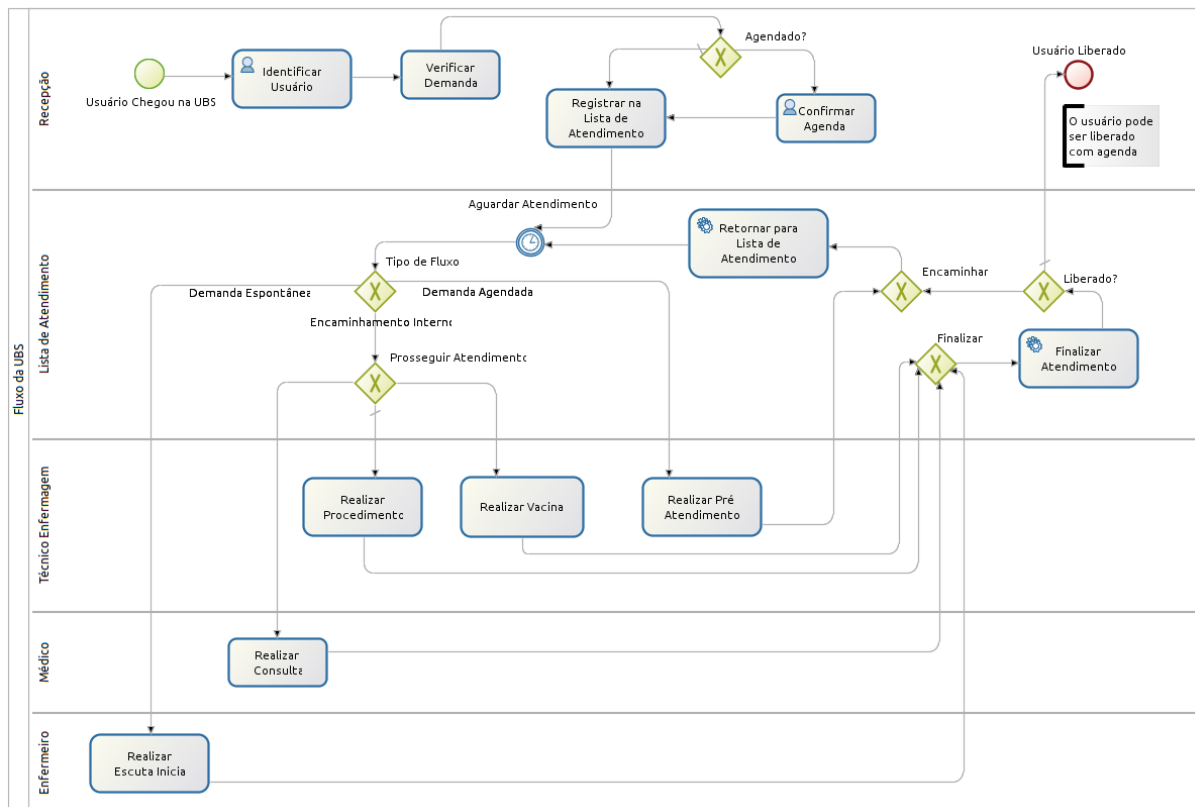 Fluxo da UBS
Recepção
Usuário Chegou na UBS
Identificar
Usuário
Verificar
Demanda
Agendado?
Registrar na
Lista de
Atendimento
Confirmar
Agenda
Usuário Liberado
O usuário pode
ser liberado
com agenda
Lista de Atendimento
Aguardar Atendimento
Retornar para
Lista de
Atendimento
Tipo de Fluxo
Demanda Espontânea
Demanda Agendada
Encaminhamento Interno
Prosseguir Atendimento
Encaminhar
Liberado?
Finalizar
Finalizar
Atendimento
Técnico Enfermagem
Realizar
Procedimento
Realizar Vacina
Realizar Pré
Atendimento
Médico
Realizar
Consulta
Enfermeiro
Realizar
Escuta Inicia